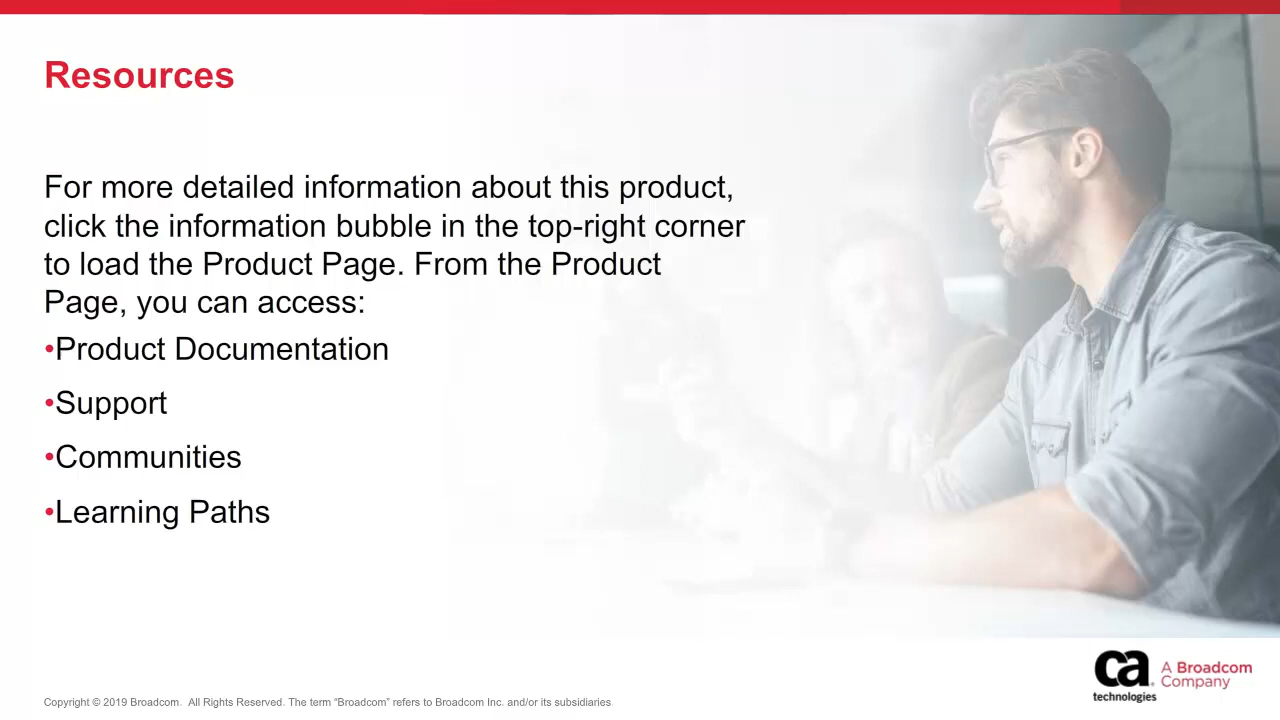 Resources
For more detailed information about this product,
click the information bubble in the top-right corner
to load the Product Page. From the Product
Page, you can access:
•Product Documentation
•Support
•Communities
•Learning Paths
ca
technologies
A Broadcom
Company
Copyright © 2019 Broadcom. All Rights Reserved. The term “Broadcom” refers to Broadcom Inc. and/or its subsidiaries